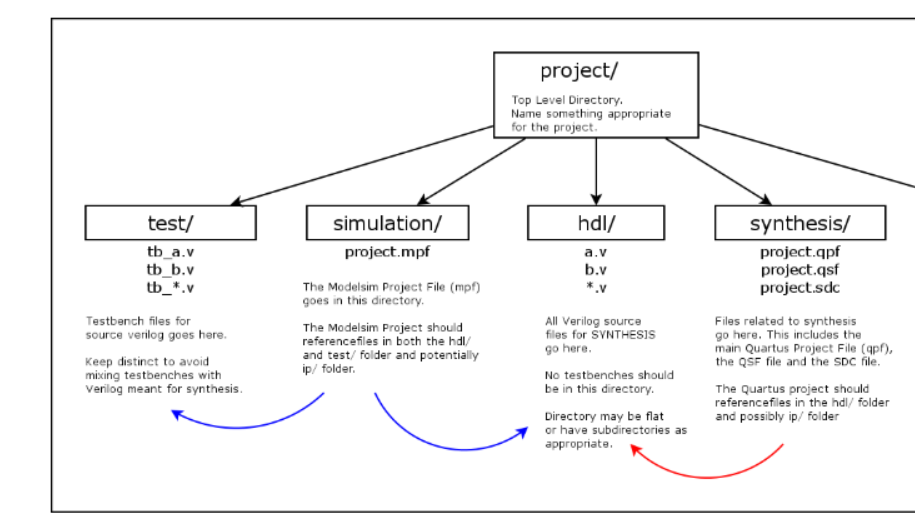 project/
Top Level Directory.
Name something appropriate
for the project.
test/
tb_a.v
tb_b.v
tb_*.v
Testbench files for
source verilog goes here.
Keep distinct to avoid
mixing testbenches with
Verilog meant for synthesis.
simulation/
project.mpf
The Modelsim Project File (mpf)
goes in this directory.
The Modelsim Project should
referencefiles in both the hdl/
and test/ folder and potentially
ip/ folder.
hdl/
a.v
b.v
*.v
All Verilog source
files for SYNTHESIS
go here.
No testbenches should
be in this directory.
Directory may be flat
or have subdirectories as
appropriate.
synthesis/
project.qpf
project.qsf
project.sdc
Files related to synthesis
go here. This includes the
main Quartus Project File (qpf),
the QSF file and the SDC file.
The Quartus project should
referencefiles in the hdl/ folder
and possibly ip/ folder